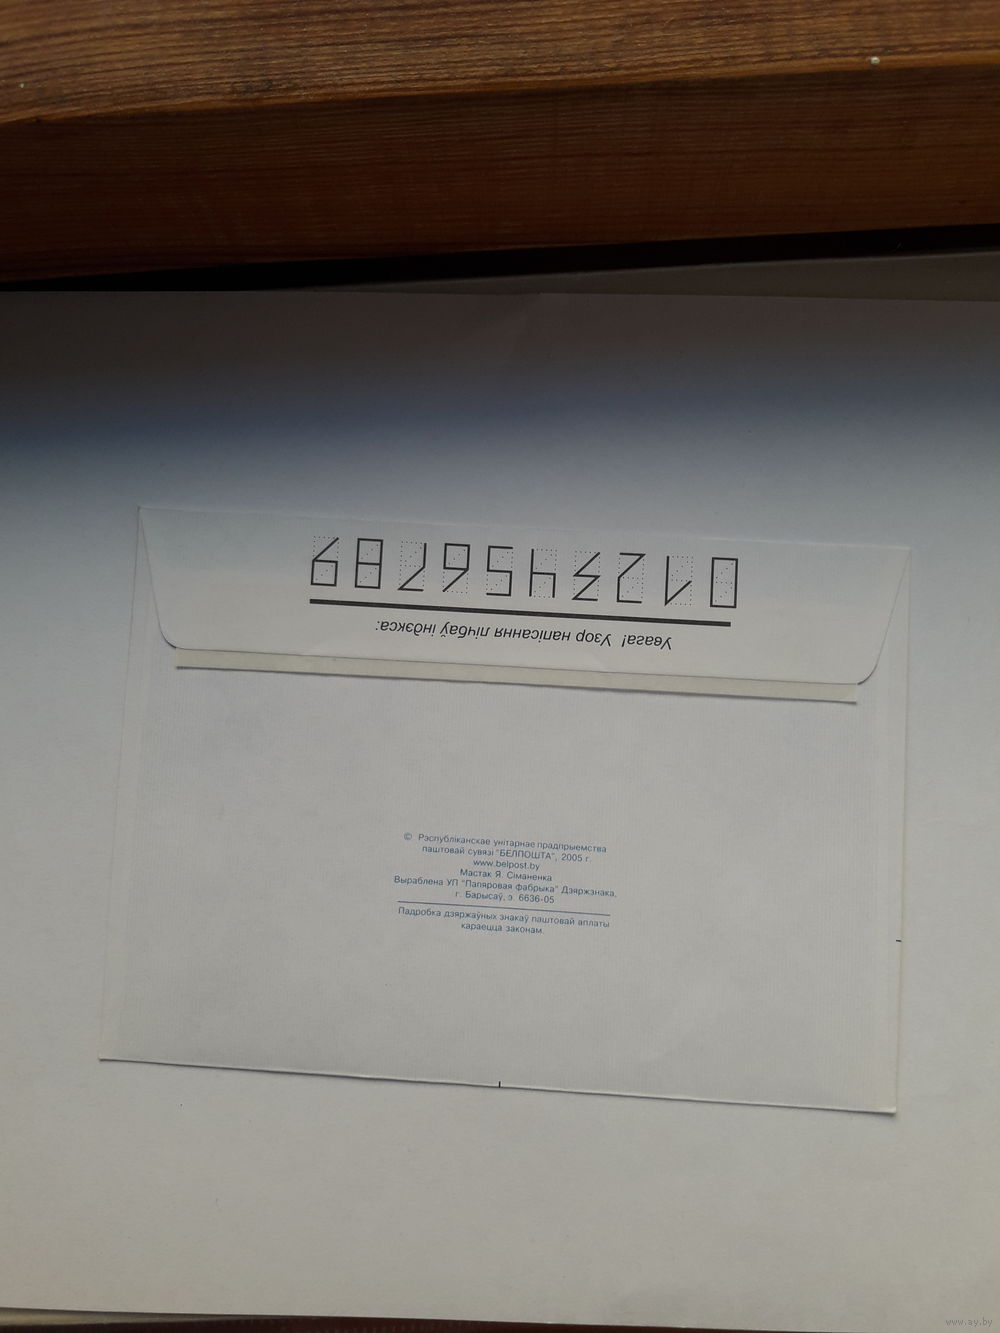 Увага! Узор напісання лічбаў індэкса:
0123456789
© Рэспубліканскае унітарнае прадпрыемства
паштовай сувязі "БЕЛПОШТА", 2005 г.
www.belpost.by
Мастак Я. Сіманенка
Выраблена УП "Папяровая фабрыка" Дзяржзнака,
г. Барысаў, з. 6636-05
Падробка дзяржаўных знакаў паштовай аплаты
караецца законам.
www.ay.by